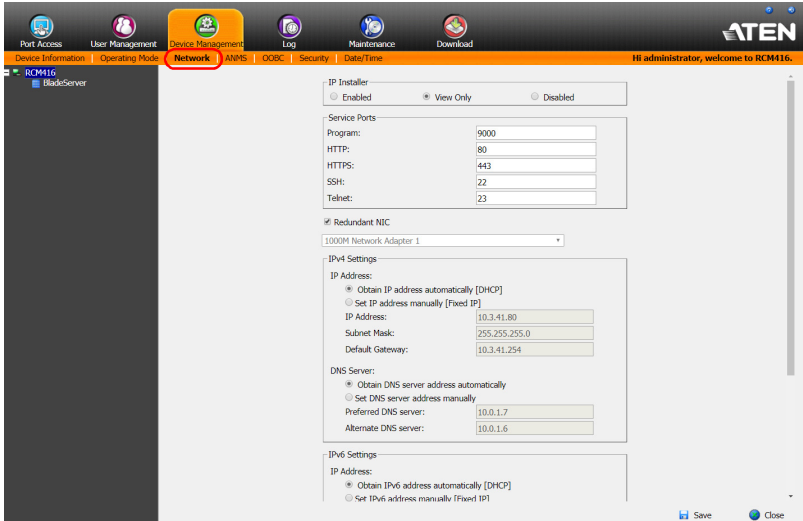 Port Access User Management Device Management Log Maintenance Download
ATEN
Device Information Operating Mode Network ANMS OOBC Security Date/Time Hi administrator, welcome to RCM416.
RCM416
BladeServer
IP Installer
Enabled View Only Disabled
Service Ports
Program: 9000
HTTP: 80
HTTPS: 443
SSH: 22
Telnet: 23
Redundant NIC
1000M Network Adapter 1
IPv4 Settings
IP Address:
Obtain IP address automatically [DHCP]
Set IP address manually [Fixed IP]
IP Address: 10.3.41.80
Subnet Mask: 255.255.255.0
Default Gateway: 10.3.41.254
DNS Server:
Obtain DNS server address automatically
Set DNS server address manually
Preferred DNS server: 10.0.1.7
Alternate DNS server: 10.0.1.6
IPv6 Settings
IP Address:
Obtain IPv6 address automatically [DHCP]
Set IPv6 address manually [Fixed IP]
Save Close